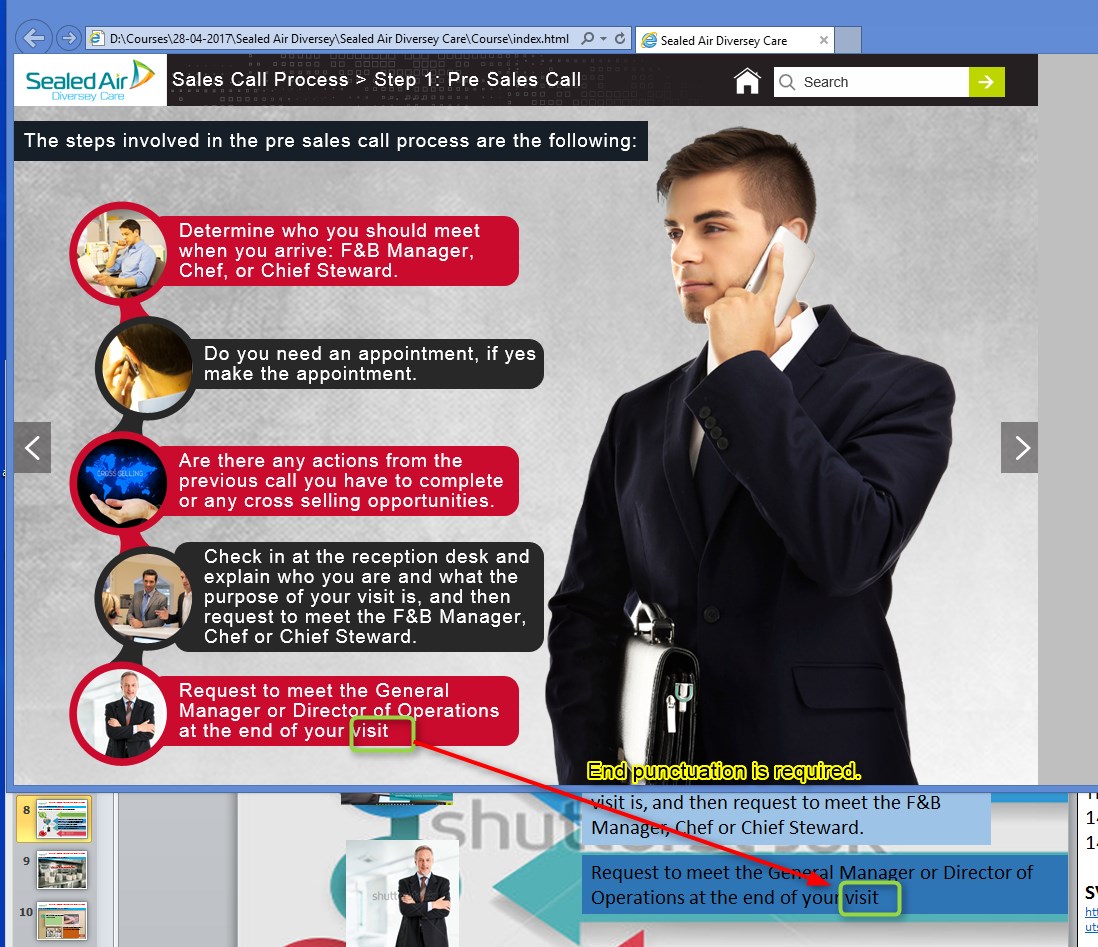 D:\Courses\28-04-2017\Sealed Air Diversey\Sealed Air Diversey Care\Course\index.html
Sealed Air Diversey Care
Sealed Air
Diversey Care
Sales Call Process > Step 1: Pre Sales Call
Search
The steps involved in the pre sales call process are the following:
Determine who you should meet
when you arrive: F&B Manager,
Chef, or Chief Steward.
Do you need an appointment, if yes
make the appointment.
CROSS SELLING
Are there any actions from the
previous call you have to complete
or any cross selling opportunities.
Check in at the reception desk and
explain who you are and what the
purpose of your visit is, and then
request to meet the F&B Manager,
Chef or Chief Steward.
Request to meet the General
Manager or Director of Operations
at the end of your visit
End punctuation is required.
8
9
10
visit is, and then request to meet the F&B
Manager, Chef or Chief Steward.
Request to meet the General Manager or Director of
Operations at the end of your visit